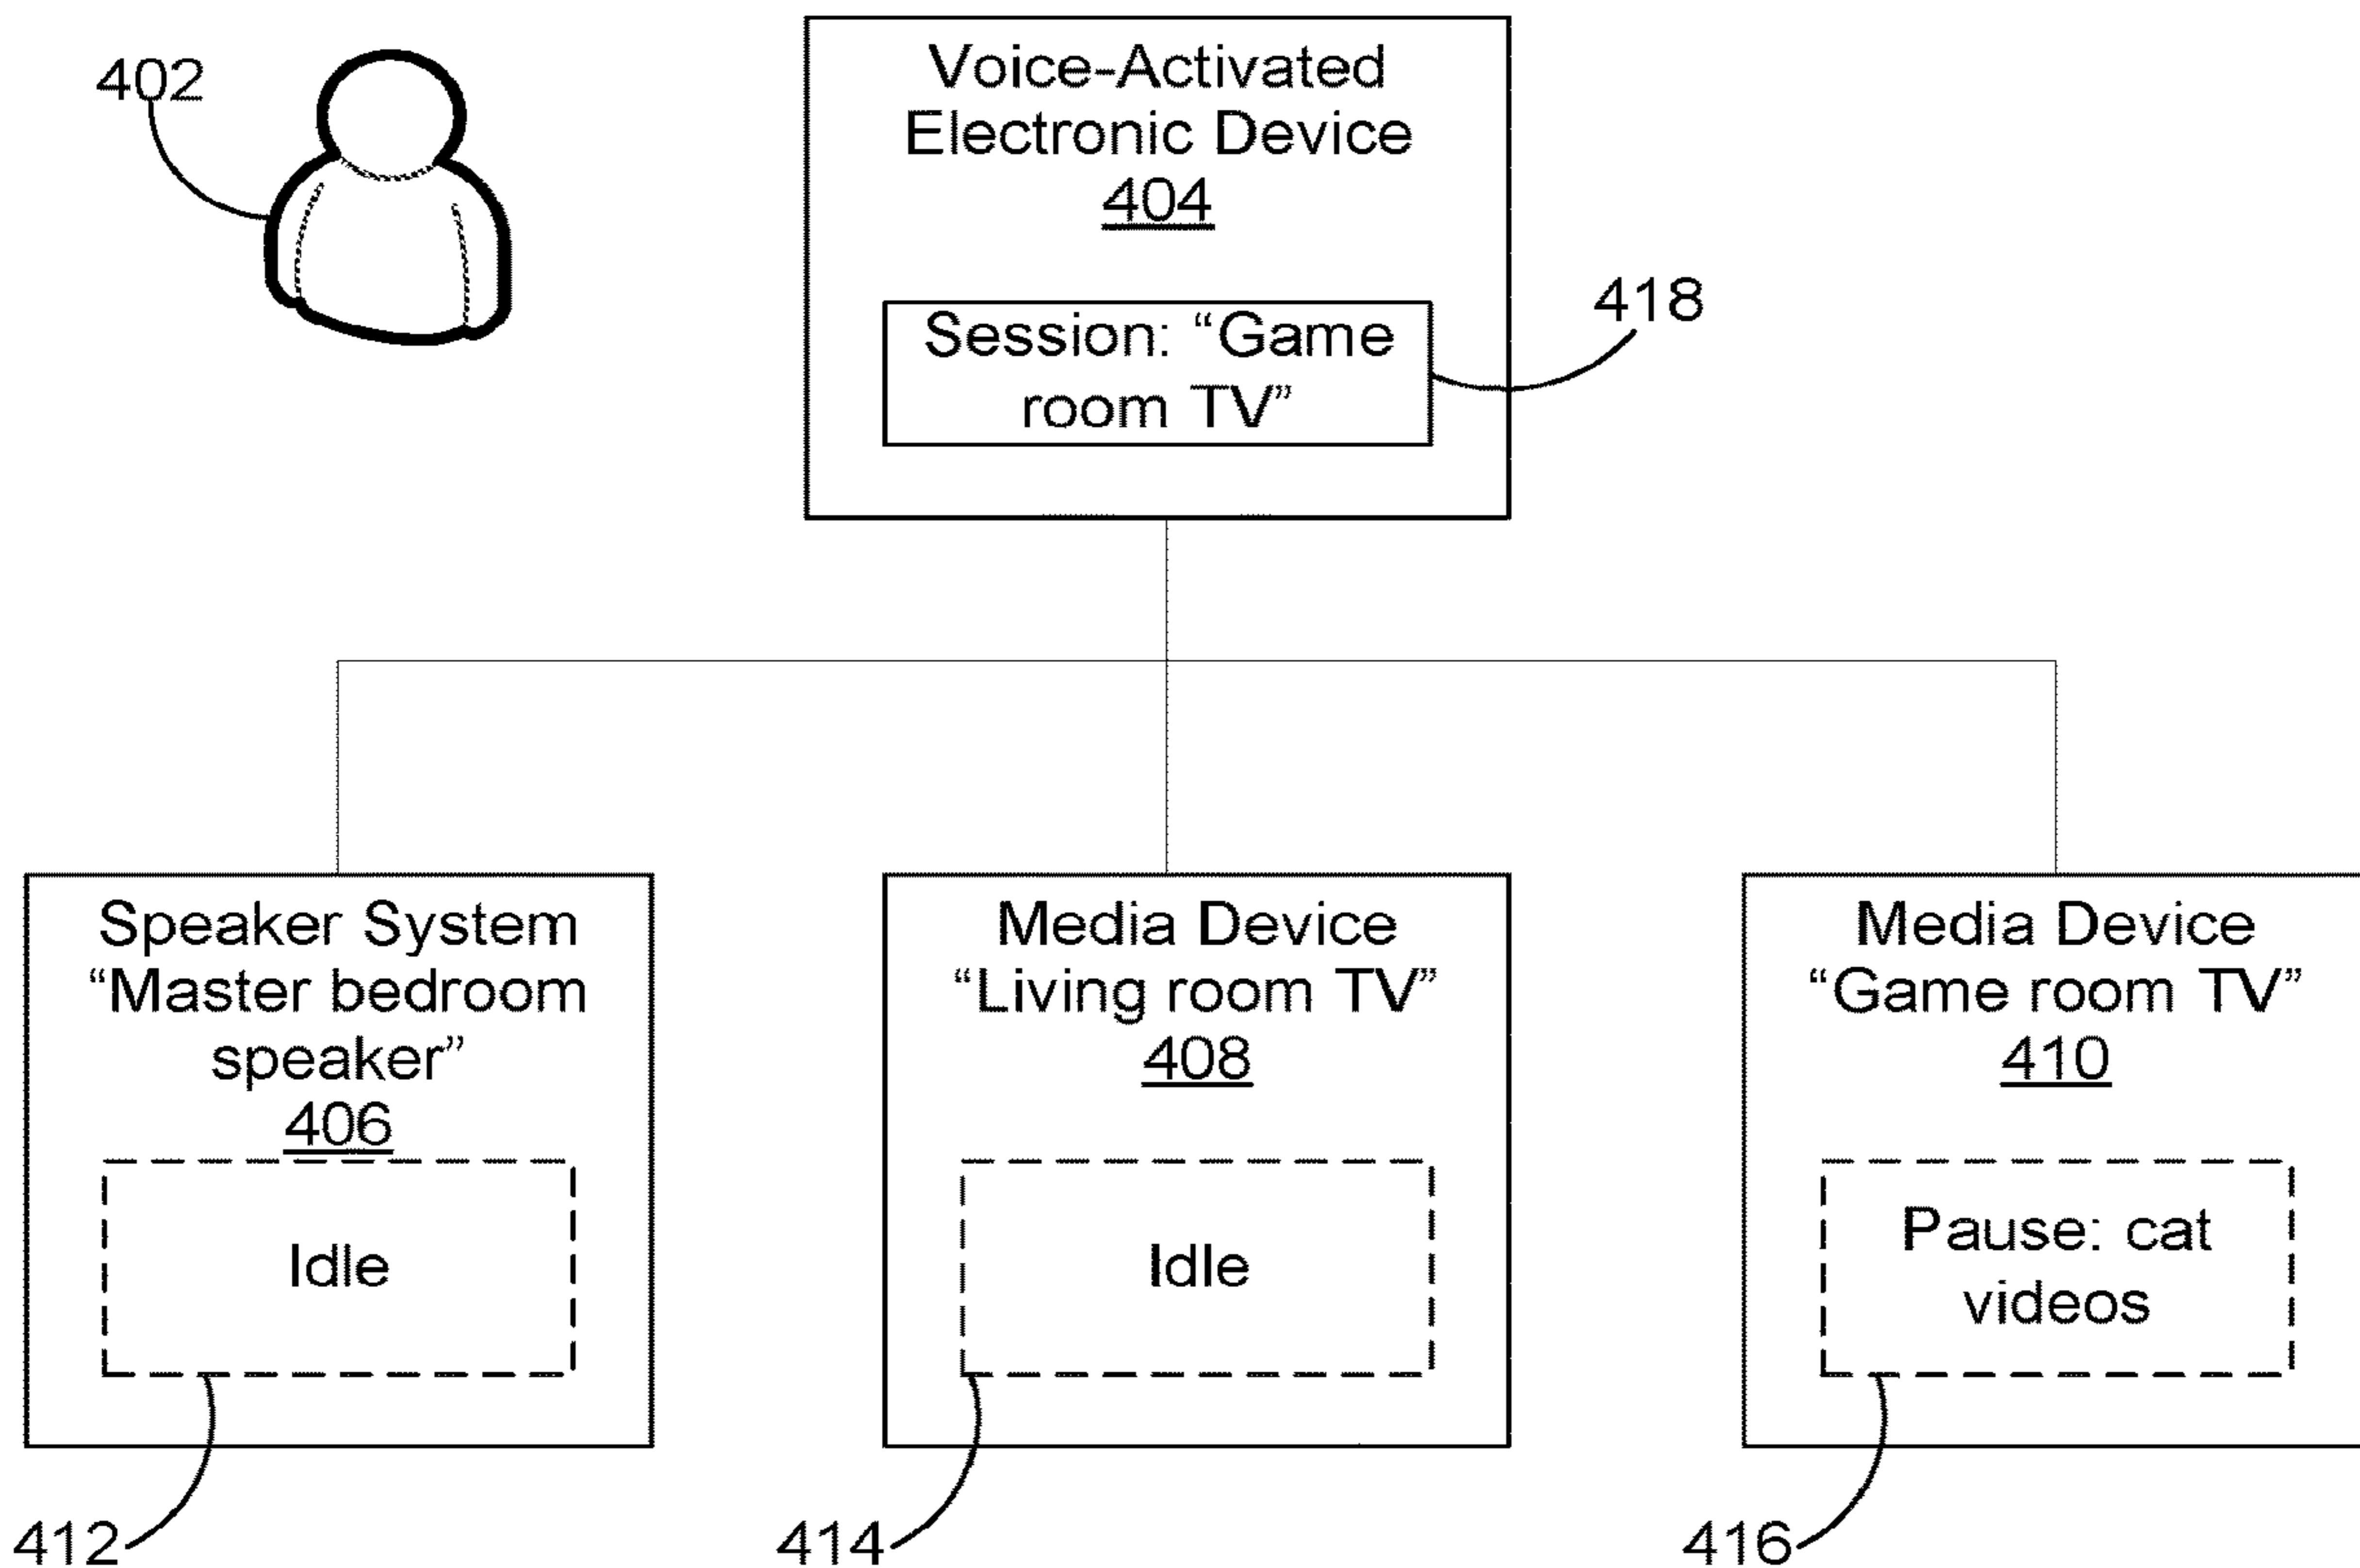 402
Voice-Activated
Electronic Device
404
Session: “Game
room TV”
418
Speaker System
“Master bedroom
speaker”
406
Idle
412
Media Device
“Living room TV”
408
Idle
414
Media Device
“Game room TV”
410
Pause: cat
videos
416